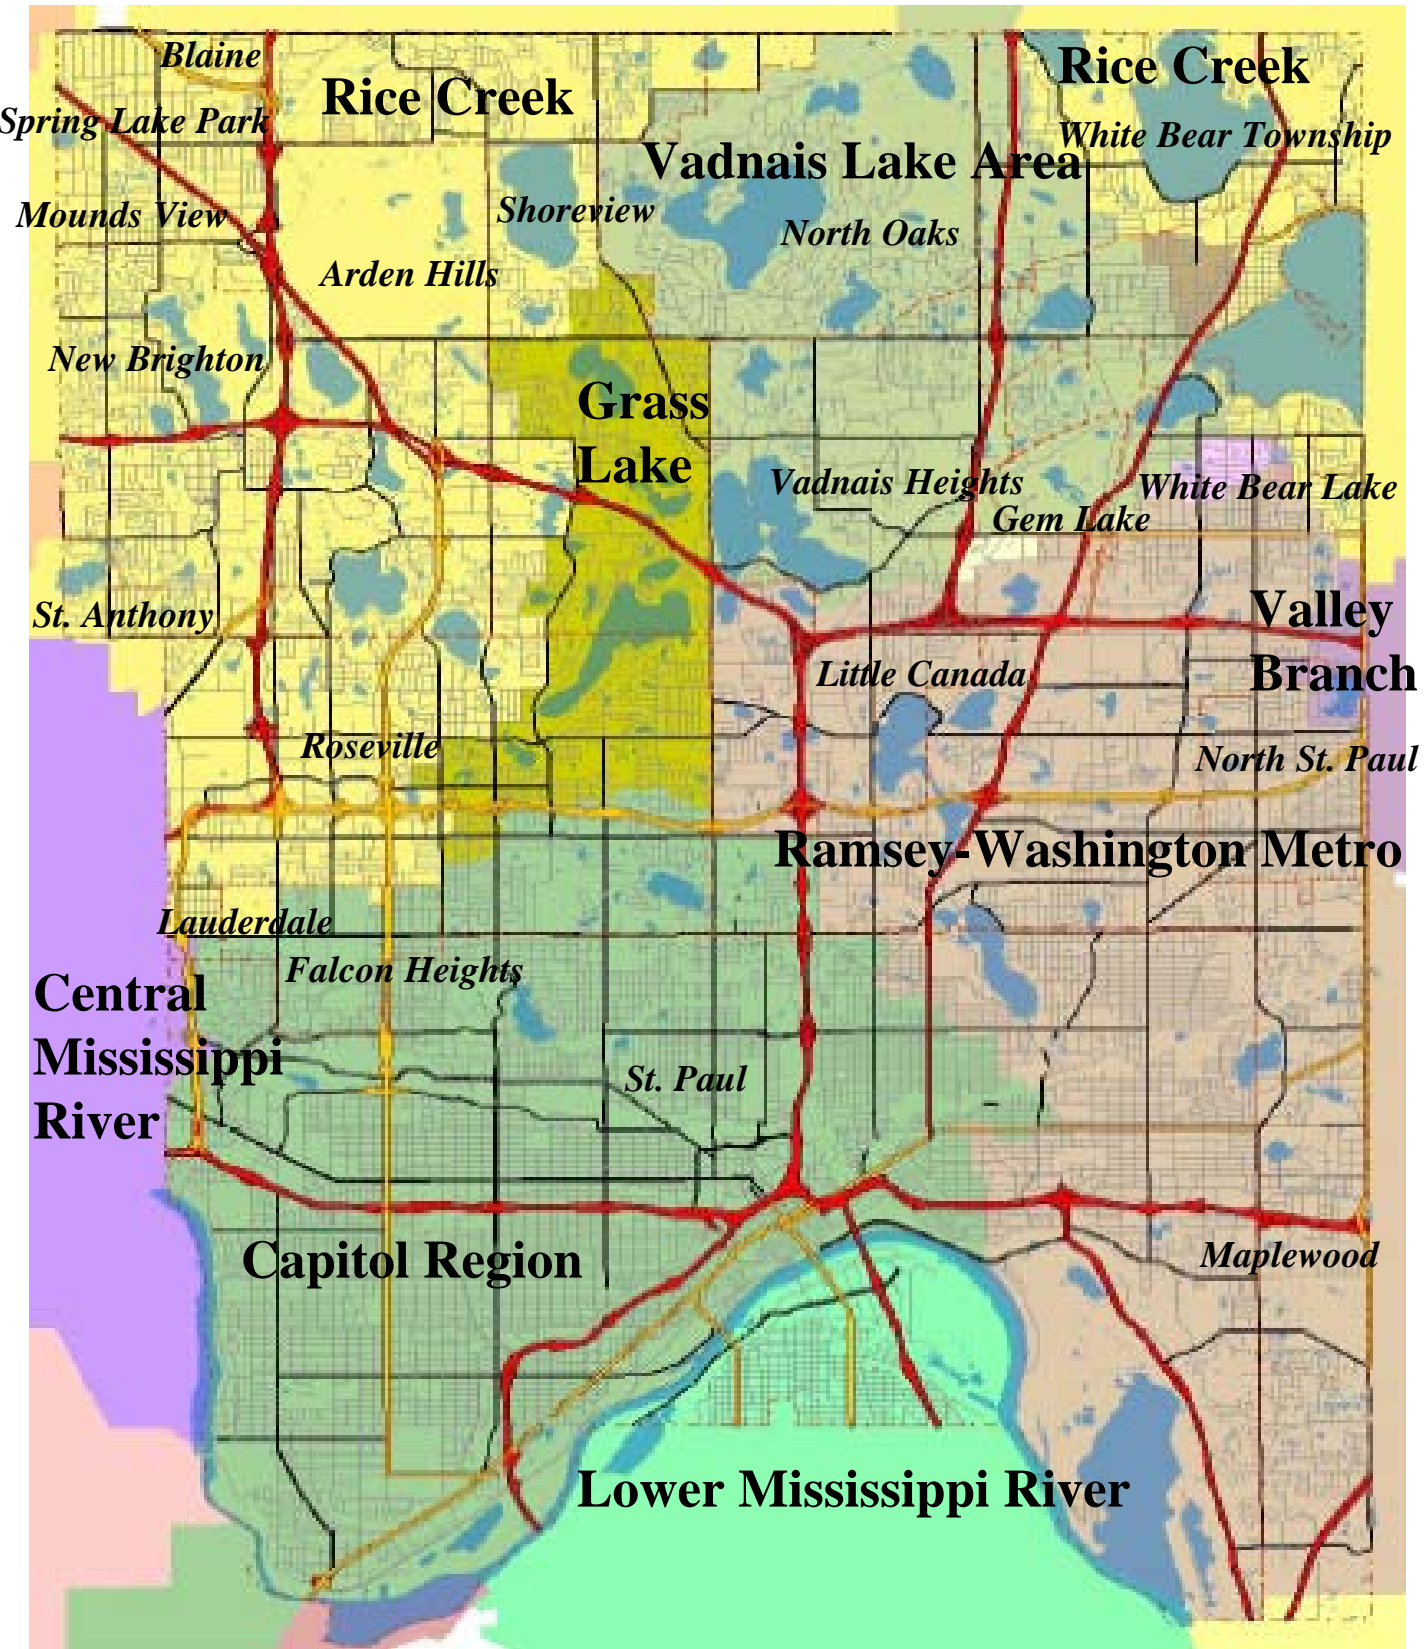 Blaine
Rice Creek
Rice Creek
Spring Lake Park
White Bear Township
Vadnais Lake Area
Mounds View
Shoreview
North Oaks
Arden Hills
New Brighton
Grass
Lake
Vadnais Heights
White Bear Lake
Gem Lake
St. Anthony
Valley
Branch
Little Canada
Roseville
North St. Paul
Ramsey-Washington Metro
Lauderdale
Falcon Heights
Central
Mississippi
River
St. Paul
Capitol Region
Maplewood
Lower Mississippi River